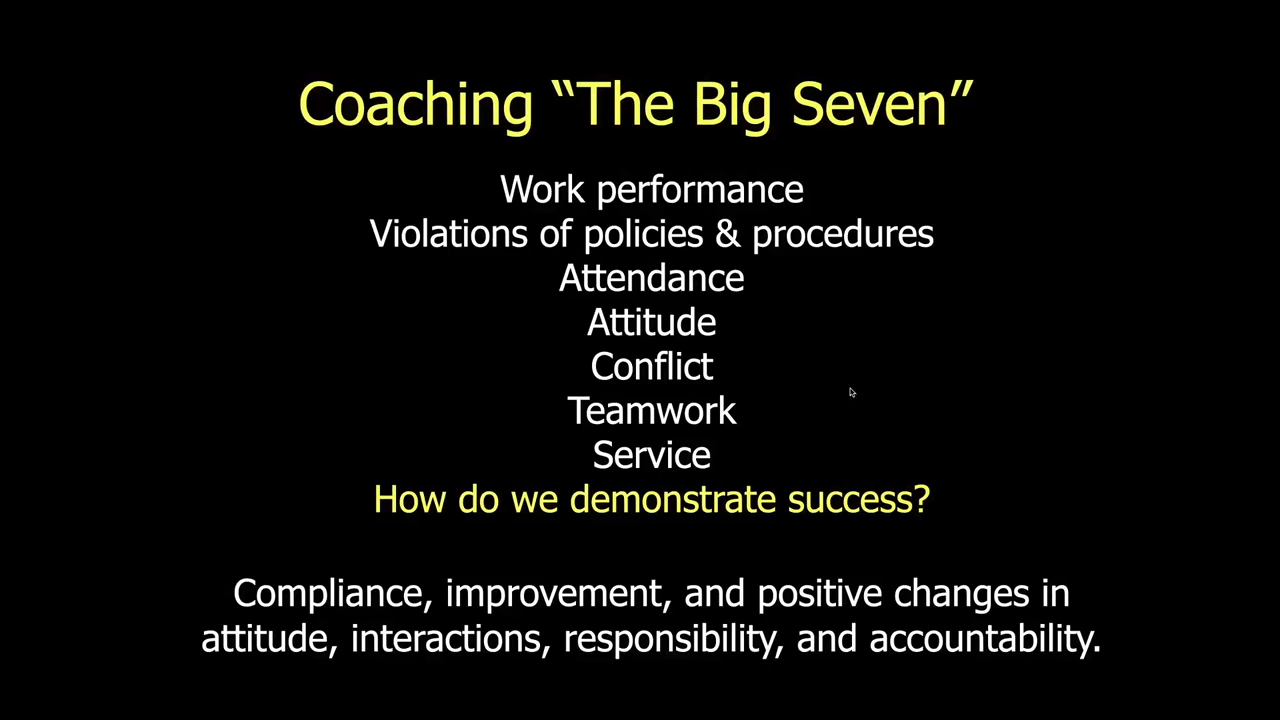 Coaching “The Big Seven”
Work performance
Violations of policies & procedures
Attendance
Attitude
Conflict
Teamwork
Service
How do we demonstrate success?
Compliance, improvement, and positive changes in
attitude, interactions, responsibility, and accountability.